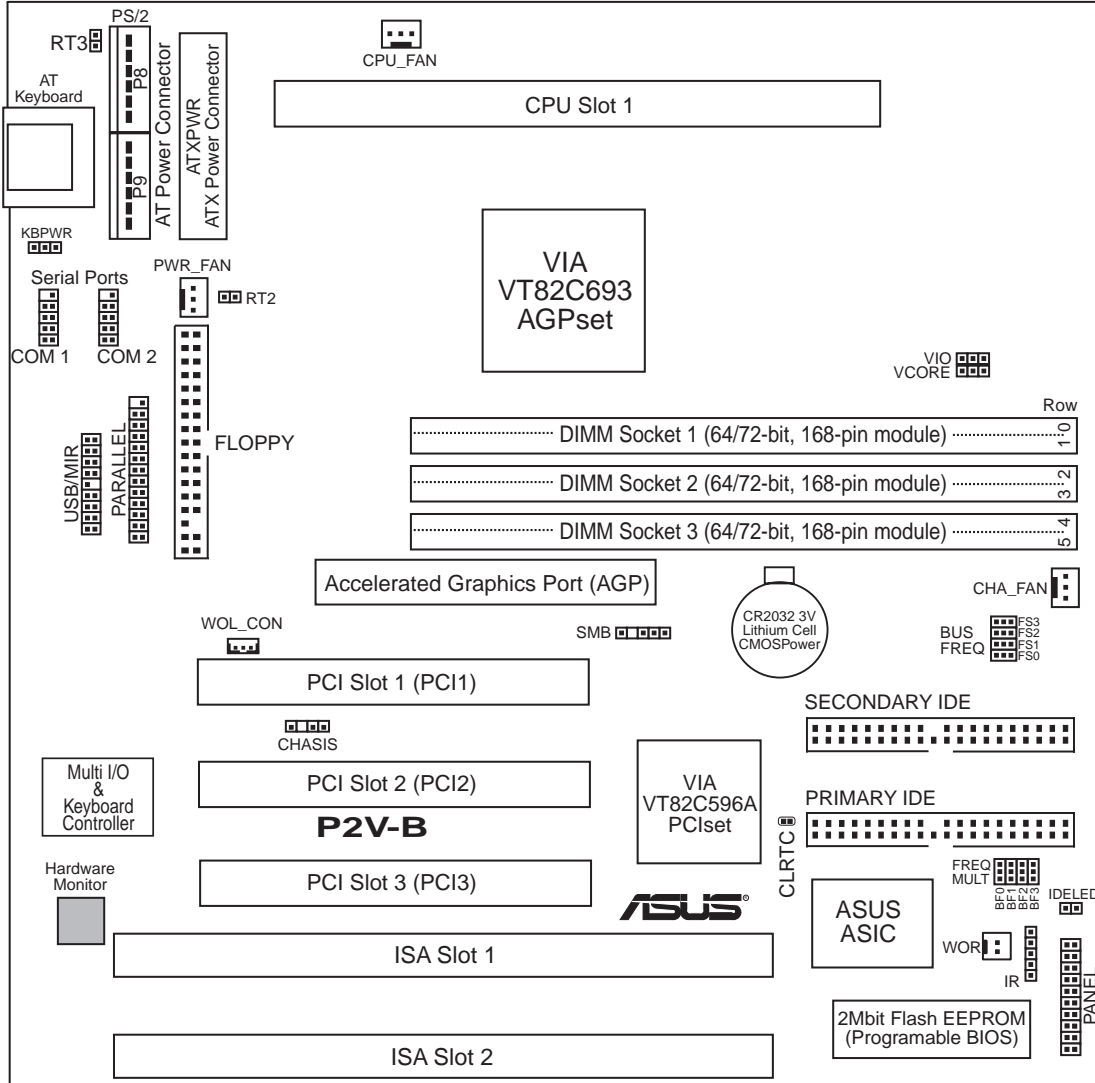 PS/2
RT3
P8
P9
AT Power Connector
ATXPWR
ATX Power Connector
CPU_FAN
AT
Keyboard
CPU Slot 1
KBPWR
Serial Ports
COM 1
COM 2
PWR_FAN
RT2
VIA
VT82C693
AGPset
VIO
VCORE
Row
FLOPPY
USB/MIR
PARALLEL
DIMM Socket 1 (64/72-bit, 168-pin module)
0
1
DIMM Socket 2 (64/72-bit, 168-pin module)
2
3
DIMM Socket 3 (64/72-bit, 168-pin module)
4
5
Accelerated Graphics Port (AGP)
CR2032 3V
Lithium Cell
CMOSPower
CHA_FAN
WOL_CON
SMB
BUS
FREQ
FS3
FS2
FS1
FS0
PCI Slot 1 (PCI1)
SECONDARY IDE
CHASIS
Multi I/O
&
Keyboard
Controller
PCI Slot 2 (PCI2)
VIA
VT82C596A
PCIset
PRIMARY IDE
P2V-B
CLRTC
Hardware
Monitor
PCI Slot 3 (PCI3)
FREQ
MULT
BF0
BF1
BF2
BF3
IDELED
ASUS®
ASUS
ASIC
ISA Slot 1
WOR
IR
PANEL
2Mbit Flash EEPROM
(Programable BIOS)
ISA Slot 2